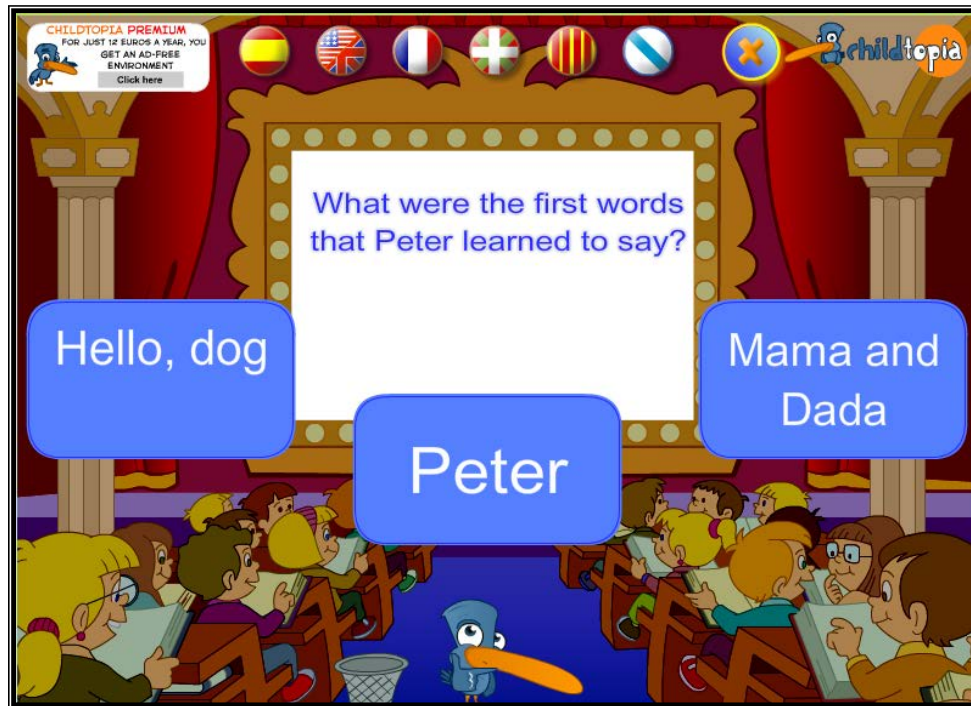 CHILDTOPIA PREMIUM
FOR JUST 12 EUROS A YEAR, YOU
GET AN AD-FREE
ENVIRONMENT
Click here
childtopia
What were the first words
that Peter learned to say?
Hello, dog
Mama and
Dada
Peter